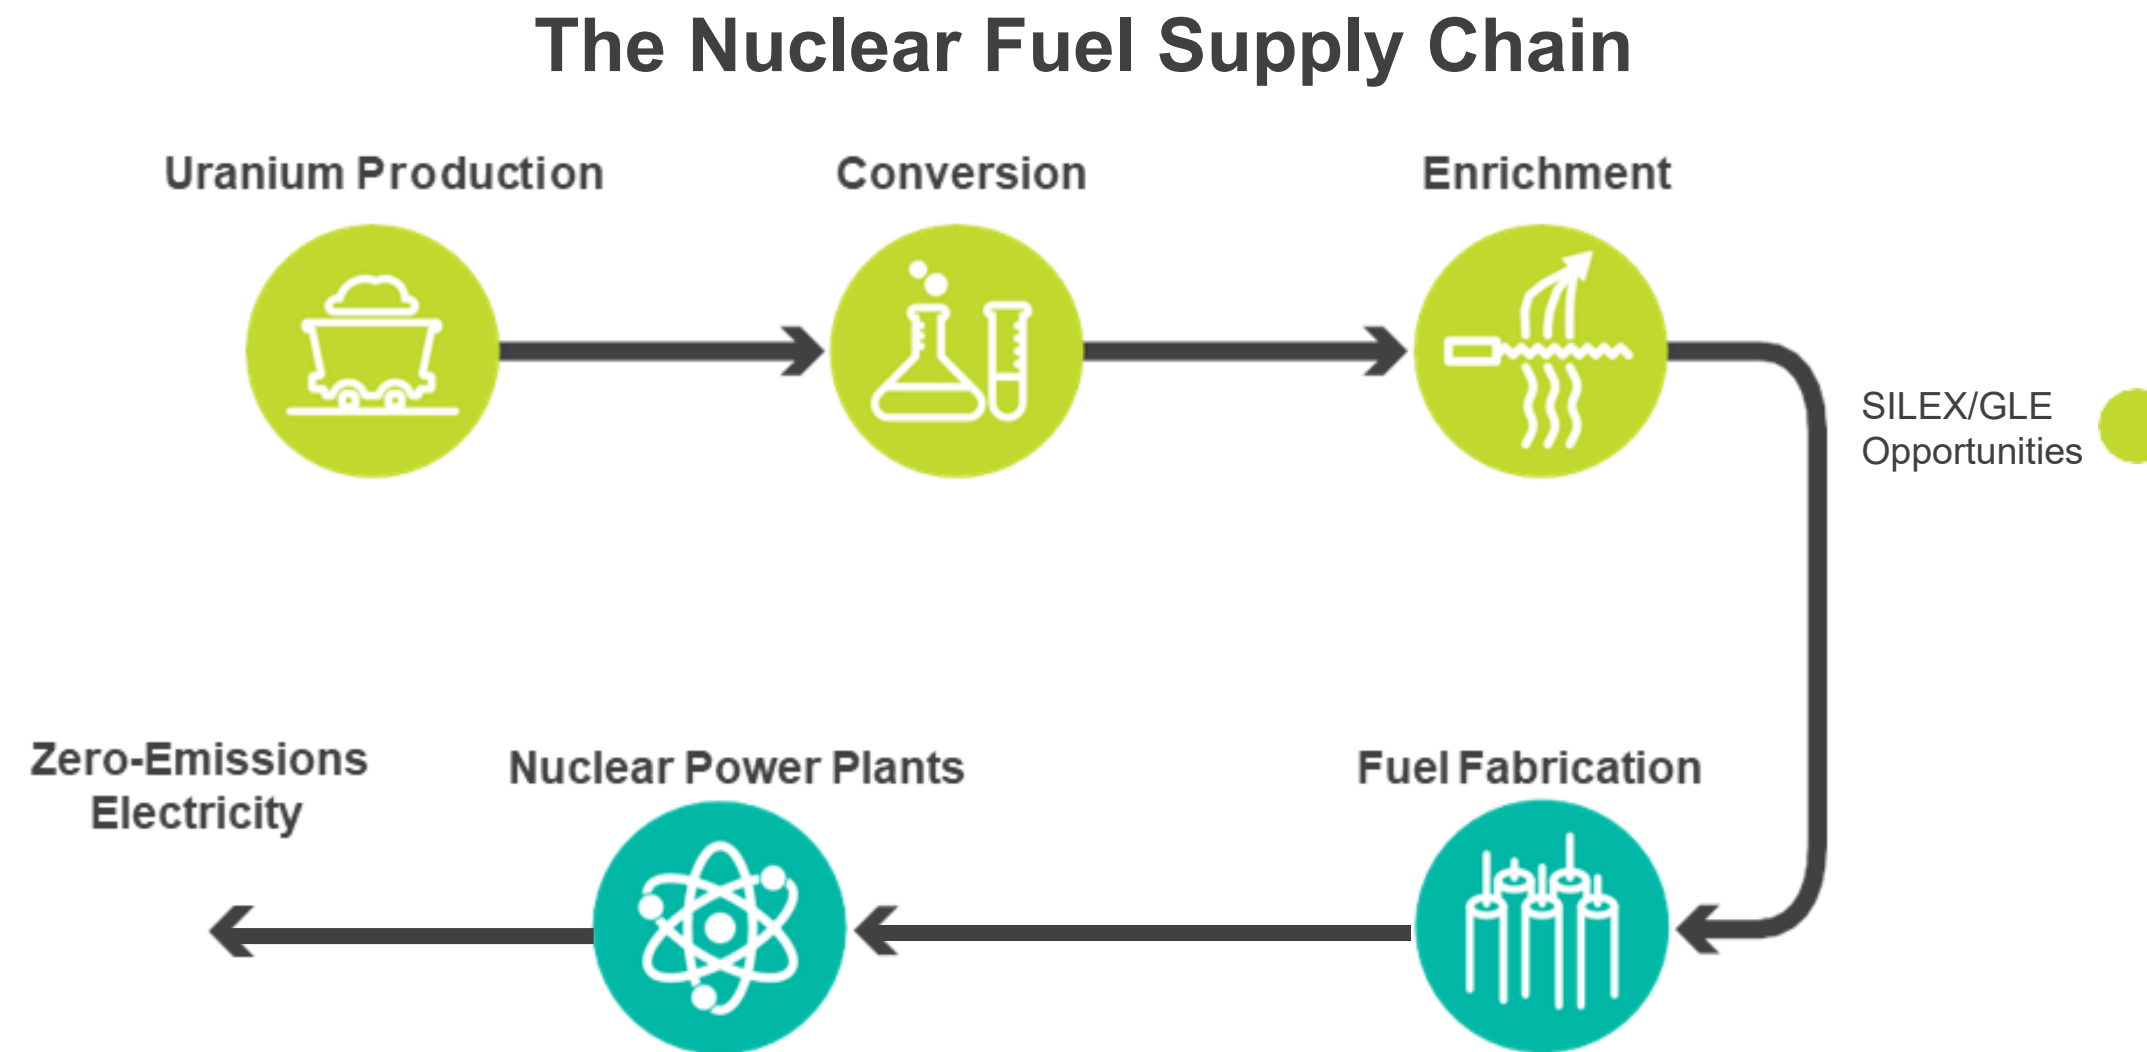 The Nuclear Fuel Supply Chain
Uranium Production
Conversion
Enrichment
SILEX/GLE
Opportunities
Zero-Emissions
Electricity
Nuclear Power Plants
Fuel Fabrication